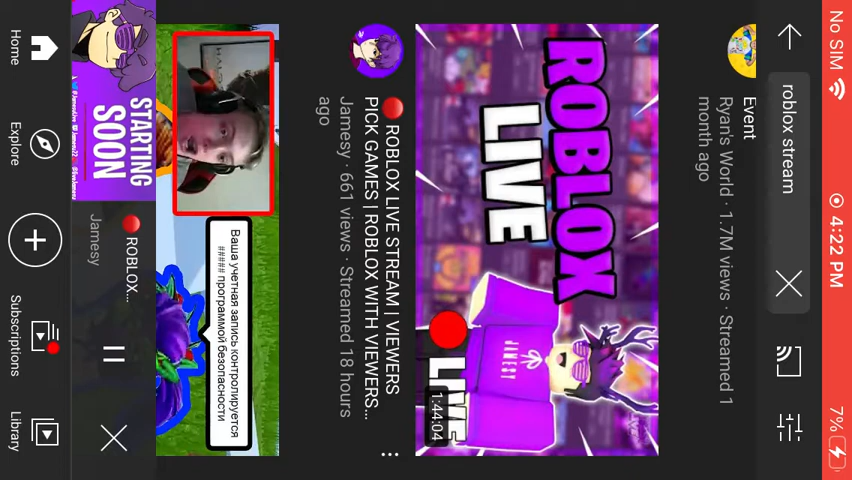 No SIM
4:22 PM
7%
roblox stream
Event
Ryan's World · 1.7M views · Streamed 1
month ago
ROBLOX
LIVE
JAMESY
LIVE
1:44:04
🔴 ROBLOX LIVE STREAM | VIEWERS
PICK GAMES | ROBLOX WITH VIEWERS...
Jamesy · 661 views · Streamed 18 hours
ago
Ваша учетная запись контролируется
##### программой безопасности
STARTING
SOON
🔴 ROBLOX...
Jamesy
Home
Explore
Subscriptions
Library